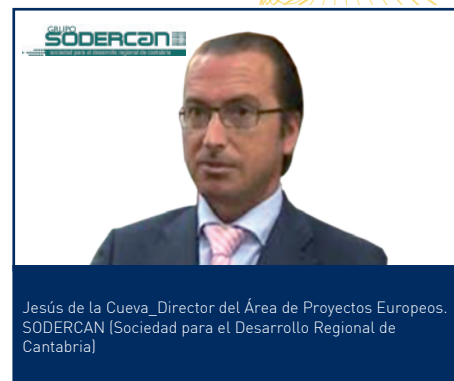 GRUPO
SODERCAN
sociedad para el desarrollo regional de cantabria
Jesús de la Cueva_Director del Área de Proyectos Europeos.
SODERCAN (Sociedad para el Desarrollo Regional de
Cantabria)